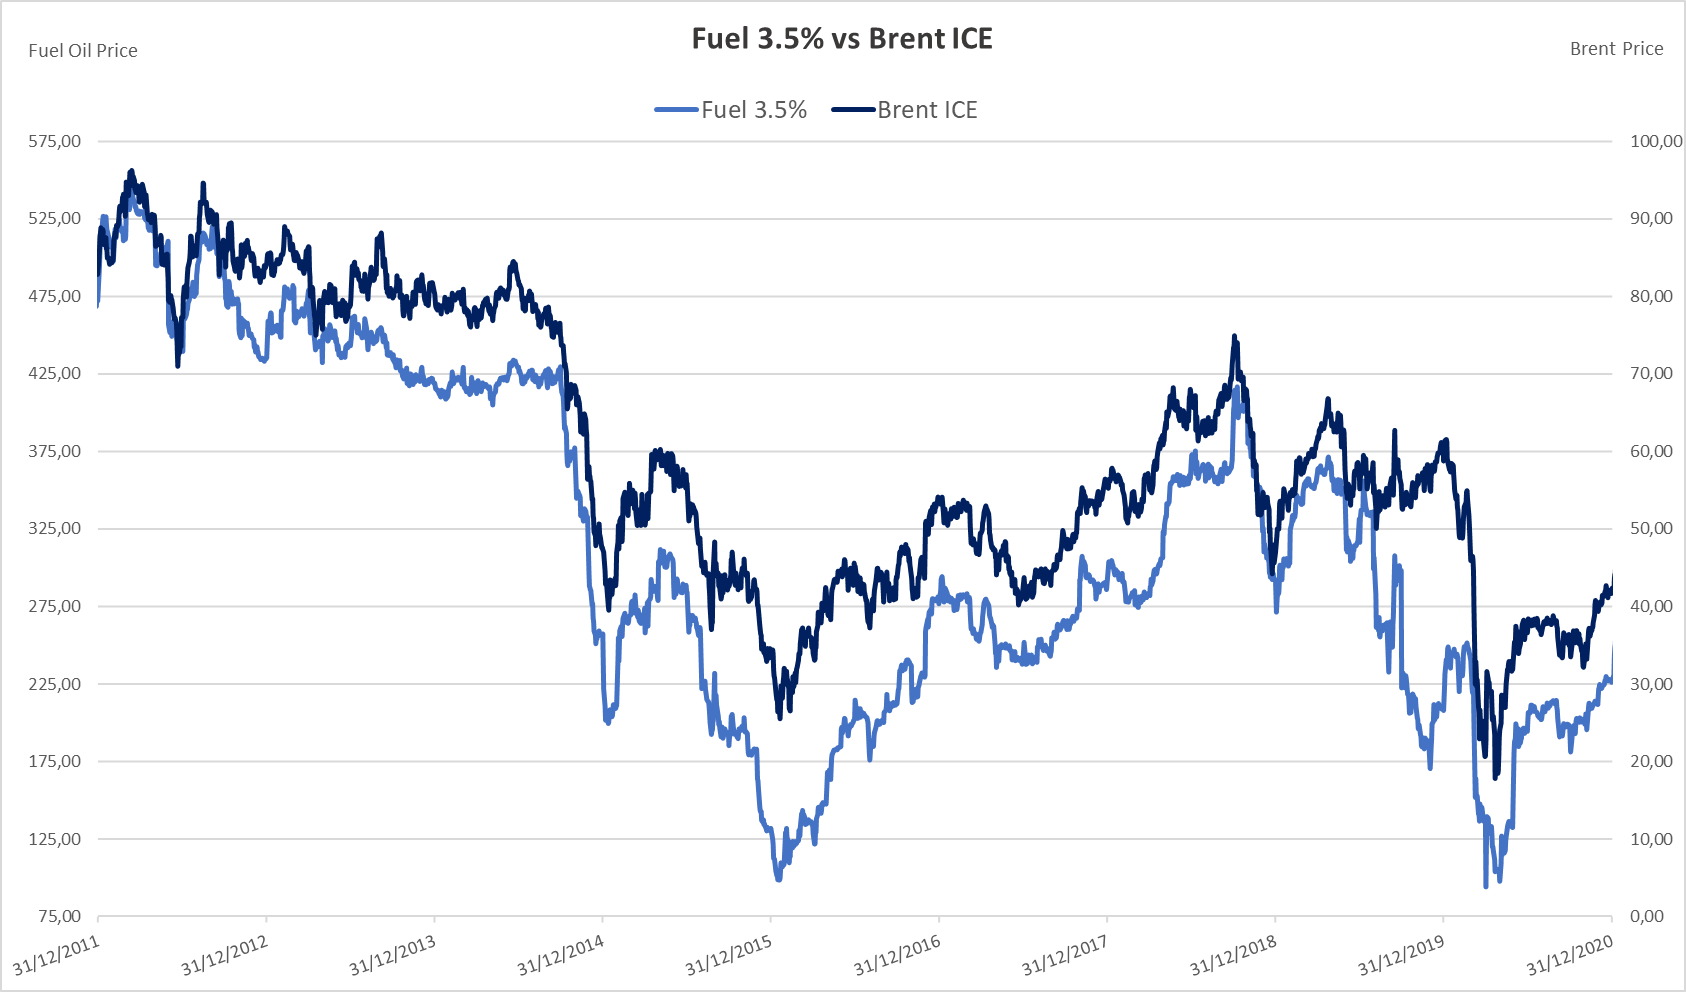 Fuel 3.5% vs Brent ICE
Fuel Oil Price
Brent Price
Fuel 3.5% Brent ICE
575,00 100,00
525,00 90,00
475,00 80,00
425,00 70,00
375,00 60,00
325,00 50,00
275,00 40,00
225,00 30,00
175,00 20,00
125,00 10,00
75,00 0,00
31/12/2011 31/12/2012 31/12/2013 31/12/2014 31/12/2015 31/12/2016 31/12/2017 31/12/2018 31/12/2019 31/12/2020